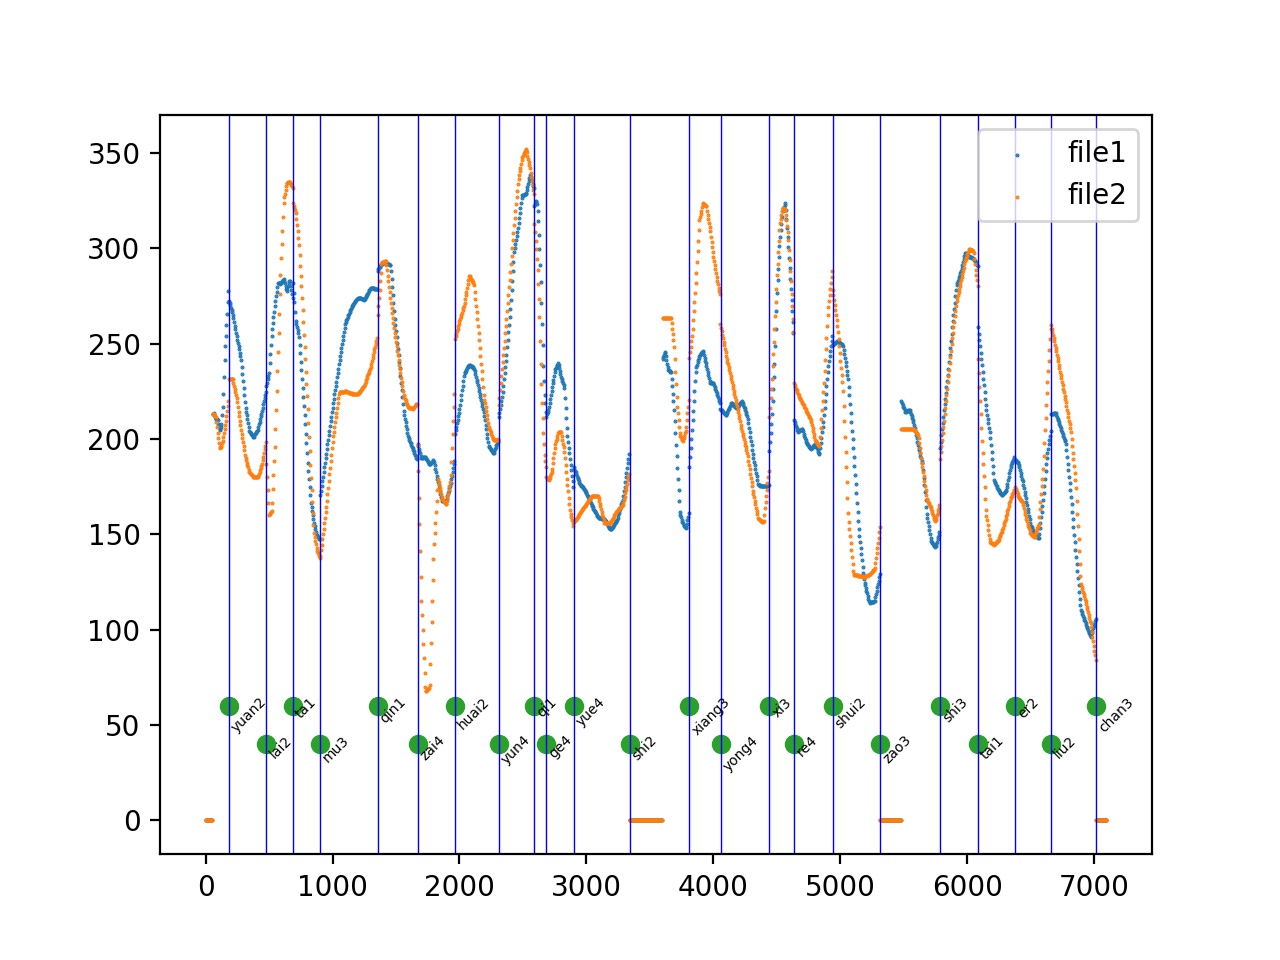 350
300
250
200
150
100
50
0
file1
file2
yuan2
lai2
ta1
mu3
qin1
zai4
huai2
yun4
qi1
ge4
yue4
shi2
xiang3
yong4
xi3
re4
shui2
zao3
shi3
tai1
er2
liu2
chan3
0 1000 2000 3000 4000 5000 6000 7000